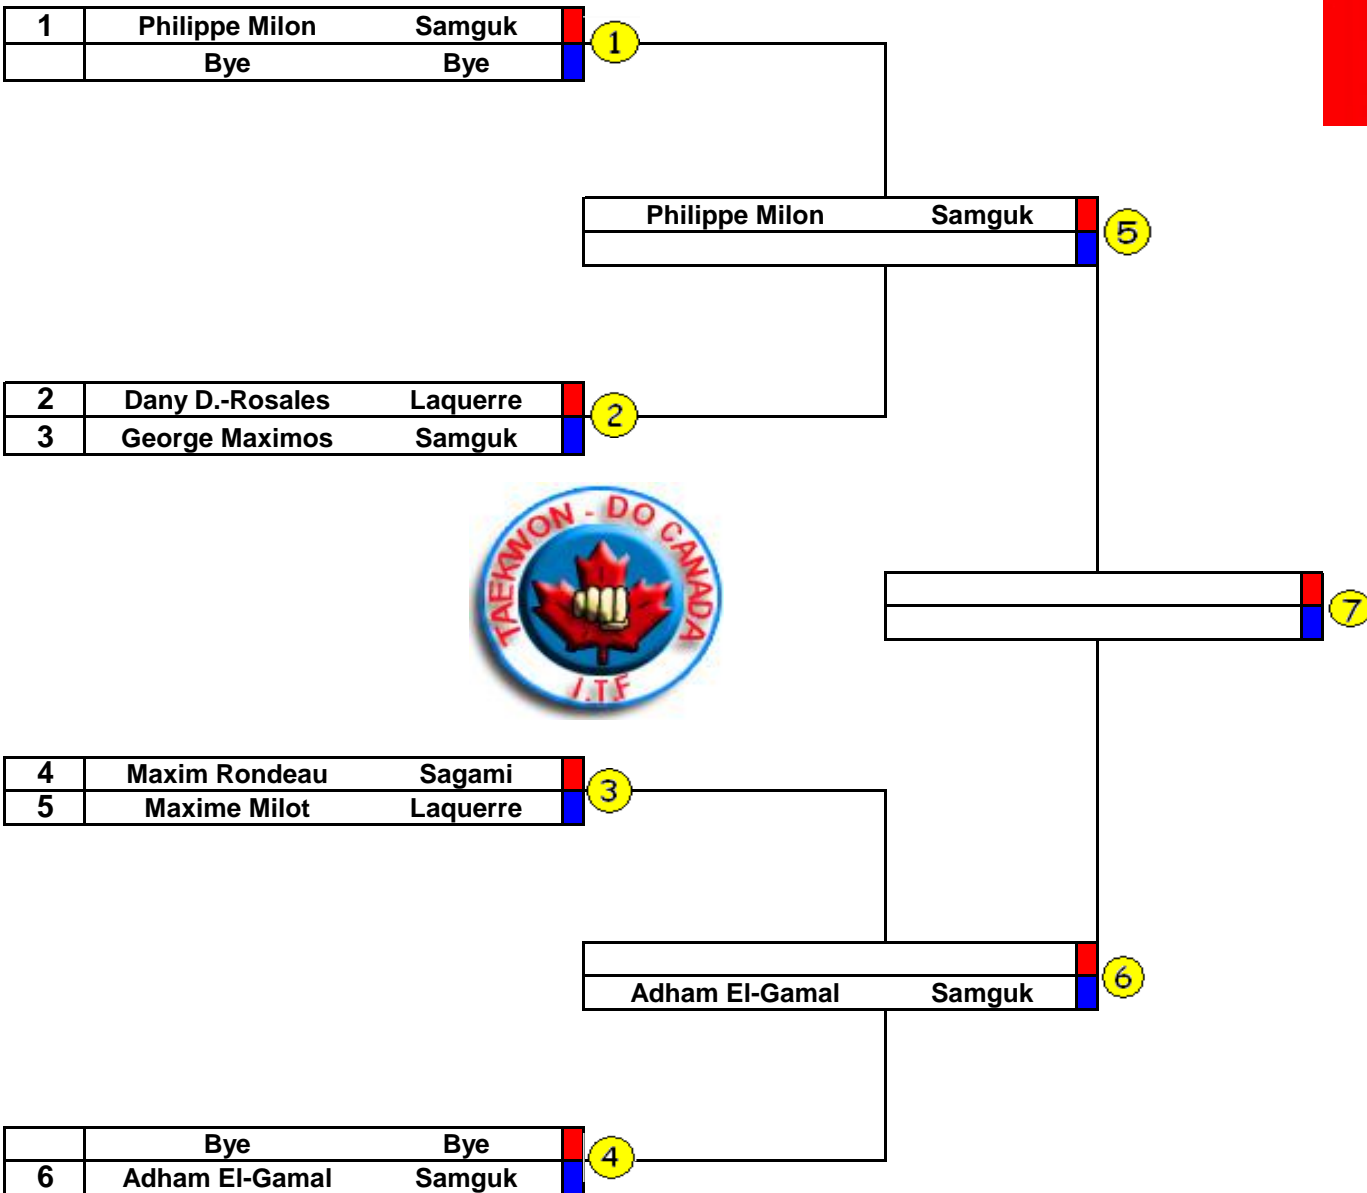 1 Philippe Milon Samguk
1
Bye Bye
Philippe Milon Samguk
5
2 Dany D.-Rosales Laquerre
2
3 George Maximos Samguk
TAEKWON - DO CANADA
I.T.F
7
4 Maxim Rondeau Sagami
3
5 Maxime Milot Laquerre
6
Adham El-Gamal Samguk
Bye Bye
4
6 Adham El-Gamal Samguk